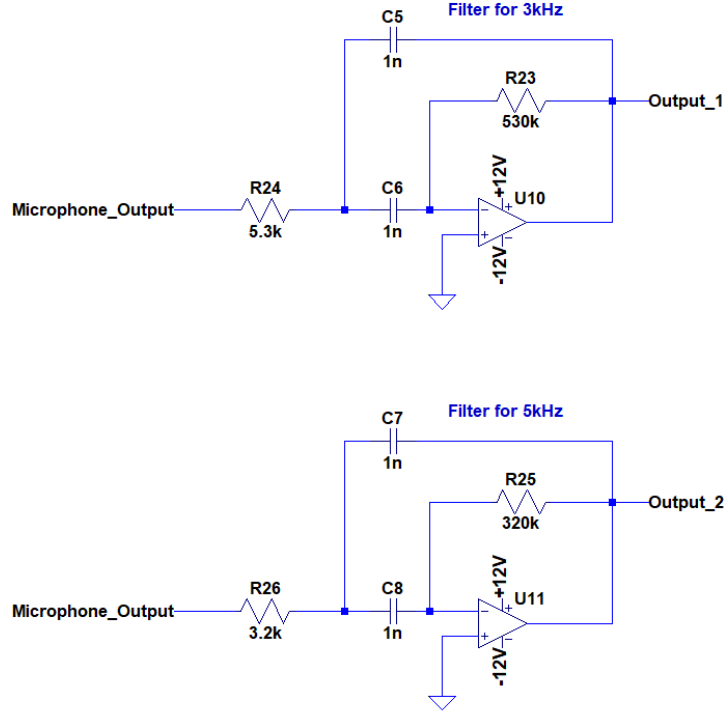 Filter for 3kHz
C5
1n
R23
530k
Output_1
+12V
U10
C6
1n
R24
5.3k
Microphone_Output
-12V
Filter for 5kHz
C7
1n
R25
320k
Output_2
+12V
U11
C8
1n
R26
3.2k
Microphone_Output
-12V